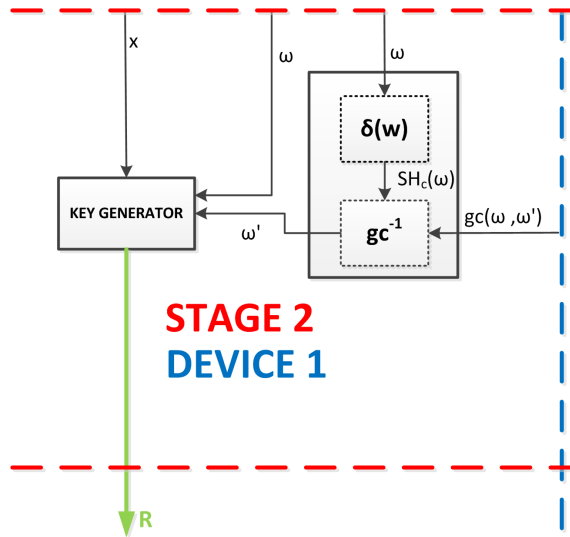 x
ω
ω
δ(w)
SHc(ω)
KEY GENERATOR
ω'
gc⁻¹
gc(ω ,ω')
STAGE 2
DEVICE 1
R